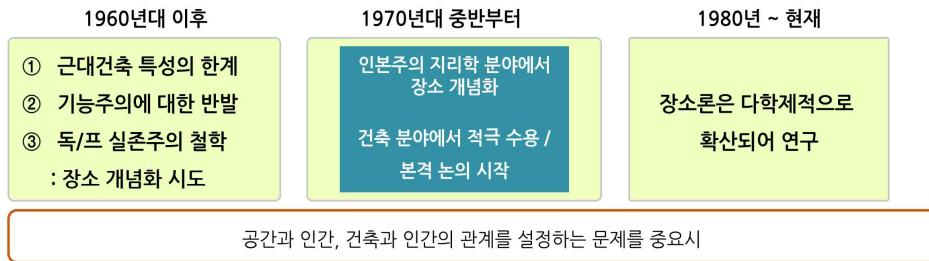 1960년대 이후
① 근대건축 특성의 한계
② 기능주의에 대한 반발
③ 독/프 실존주의 철학
: 장소 개념화 시도
1970년대 중반부터
인본주의 지리학 분야에서
장소 개념화
건축 분야에서 적극 수용 /
본격 논의 시작
1980년 ~ 현재
장소론은 다학제적으로
확산되어 연구
공간과 인간, 건축과 인간의 관계를 설정하는 문제를 중요시